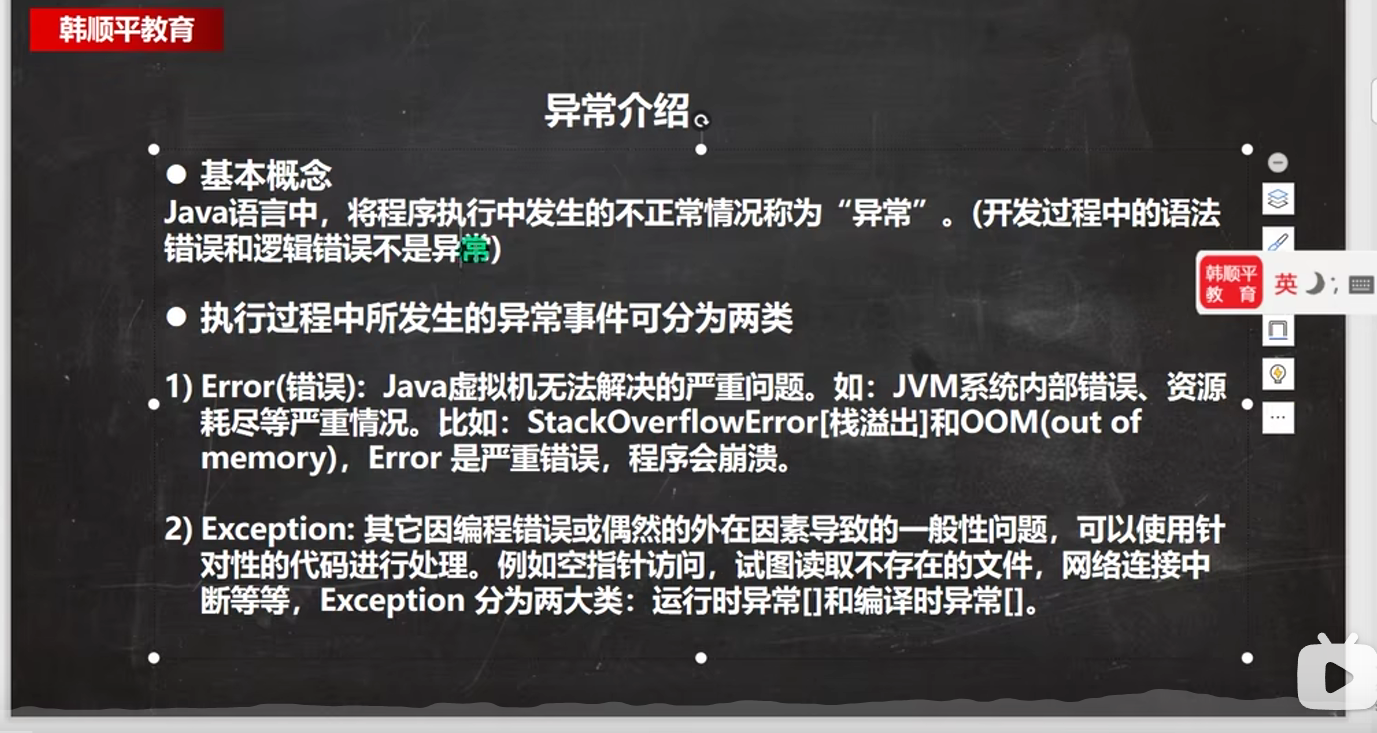 韩顺平教育
异常介绍
● 基本概念
Java语言中，将程序执行中发生的不正常情况称为“异常”。(开发过程中的语法
错误和逻辑错误不是异常)
● 执行过程中所发生的异常事件可分为两类
1) Error(错误)：Java虚拟机无法解决的严重问题。如：JVM系统内部错误、资源
耗尽等严重情况。比如：StackOverflowError[栈溢出]和OOM(out of
memory)，Error 是严重错误，程序会崩溃。
2) Exception: 其它因编程错误或偶然的外在因素导致的一般性问题，可以使用针
对性的代码进行处理。例如空指针访问，试图读取不存在的文件，网络连接中
断等等，Exception 分为两大类：运行时异常[]和编译时异常[]。
韩顺平
教 育
英